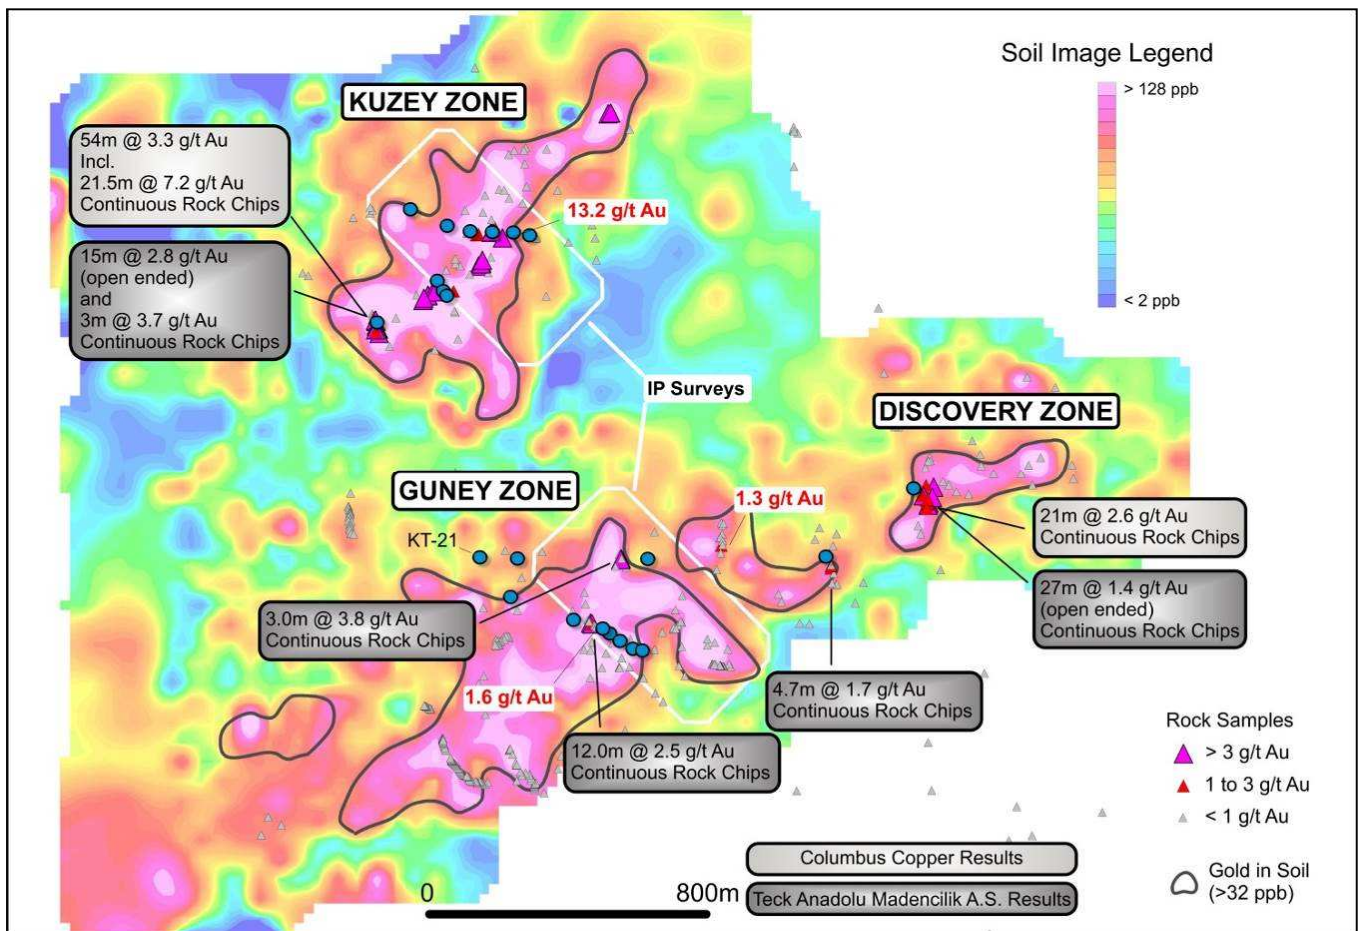 Soil Image Legend
> 128 ppb
< 2 ppb
KUZEY ZONE
54m @ 3.3 g/t Au
Incl.
21.5m @ 7.2 g/t Au
Continuous Rock Chips
13.2 g/t Au
15m @ 2.8 g/t Au
(open ended)
and
3m @ 3.7 g/t Au
Continuous Rock Chips
IP Surveys
DISCOVERY ZONE
GUNEY ZONE
1.3 g/t Au
KT-21
21m @ 2.6 g/t Au
Continuous Rock Chips
27m @ 1.4 g/t Au
(open ended)
Continuous Rock Chips
3.0m @ 3.8 g/t Au
Continuous Rock Chips
1.6 g/t Au
4.7m @ 1.7 g/t Au
Continuous Rock Chips
12.0m @ 2.5 g/t Au
Continuous Rock Chips
Rock Samples
> 3 g/t Au
1 to 3 g/t Au
< 1 g/t Au
Gold in Soil
(>32 ppb)
Columbus Copper Results
Teck Anadolu Madencilik A.S. Results
0
800m